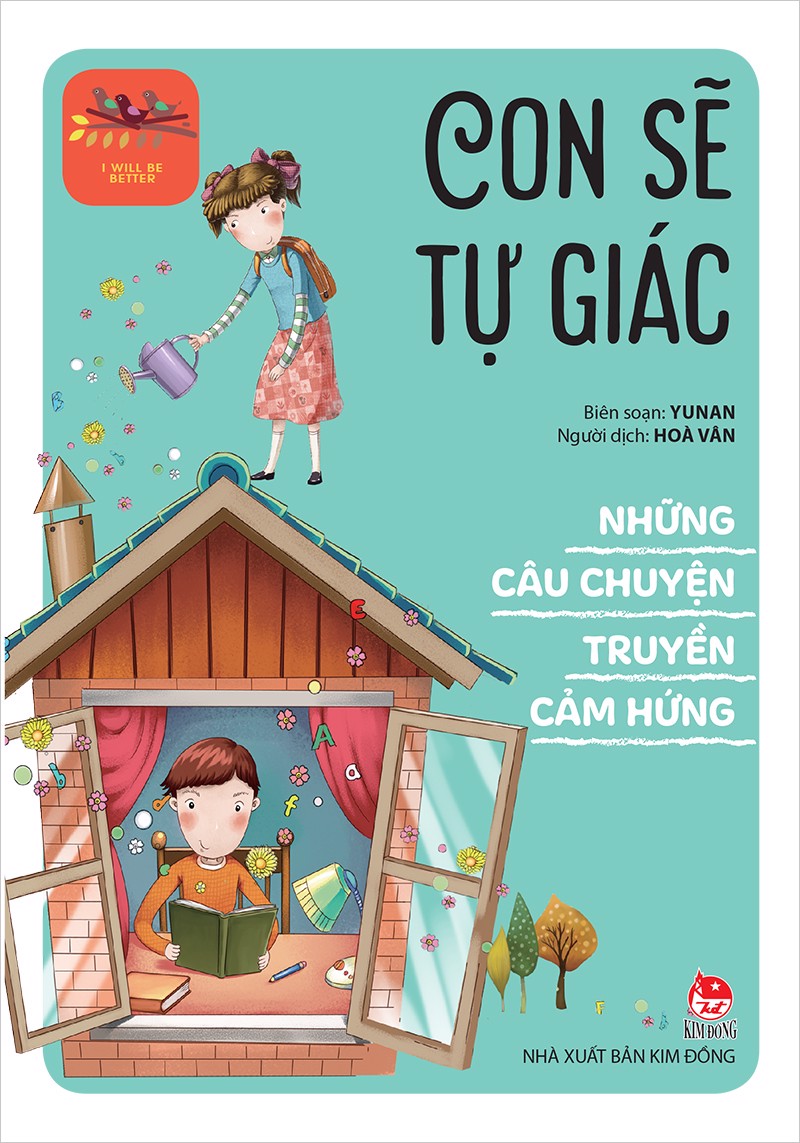 I WILL BE
BETTER
CON SẼ
TỰ GIÁC
Biên soạn: YUNAN
Người dịch: HOÀ VÂN
NHỮNG
CÂU CHUYỆN
TRUYỀN
CẢM HỨNG
E
A
a
f
b
B
F
KIM ĐỒNG
NHÀ XUẤT BẢN KIM ĐỒNG